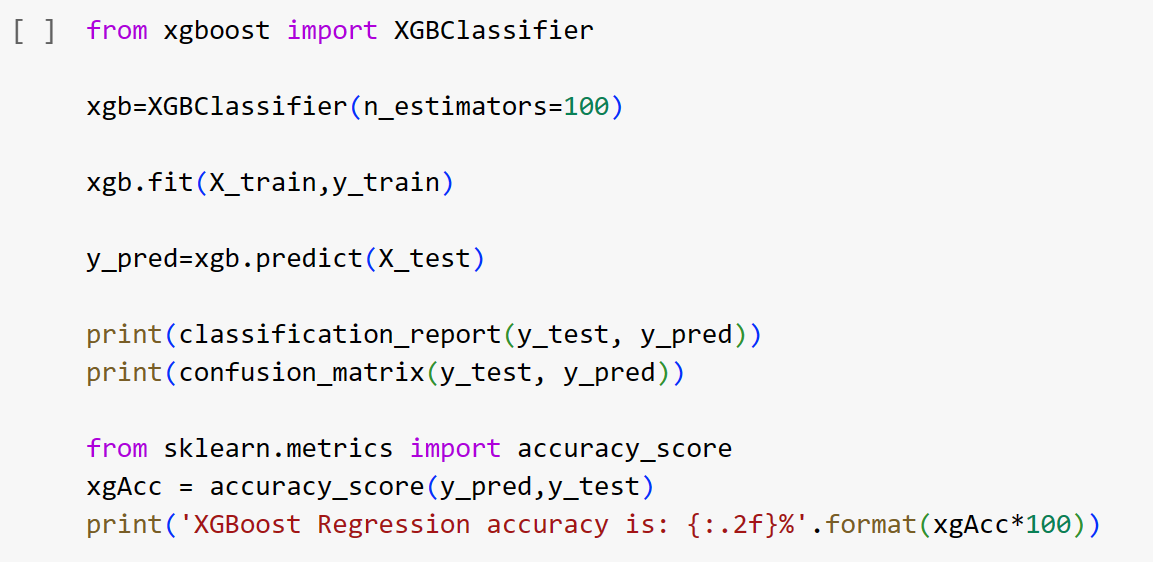 [ ] from xgboost import XGBClassifier
xgb=XGBClassifier(n_estimators=100)
xgb.fit(X_train,y_train)
y_pred=xgb.predict(X_test)
print(classification_report(y_test, y_pred))
print(confusion_matrix(y_test, y_pred))
from sklearn.metrics import accuracy_score
xgAcc = accuracy_score(y_pred,y_test)
print('XGBoost Regression accuracy is: {:.2f}%'.format(xgAcc*100))